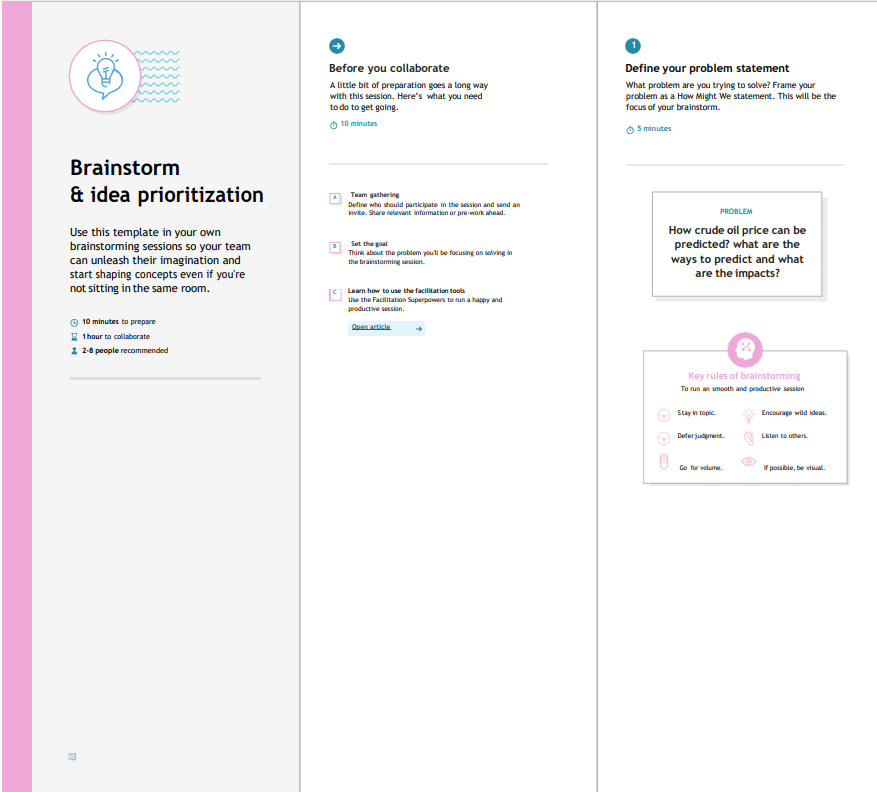 Brainstorm
& idea prioritization
Use this template in your own
brainstorming sessions so your team
can unleash their imagination and
start shaping concepts even if you're
not sitting in the same room.
10 minutes to prepare
1 hour to collaborate
2-8 people recommended
Before you collaborate
A little bit of preparation goes a long way
with this session. Here's what you need
to do to get going.
10 minutes
A
Team gathering
Define who should participate in the session and send an
invite. Share relevant information or pre-work ahead.
B
Set the goal
Think about the problem you'll be focusing on solving in
the brainstorming session.
C
Learn how to use the facilitation tools
Use the Facilitation Superpowers to run a happy and
productive session.
Open article
1
Define your problem statement
What problem are you trying to solve? Frame your
problem as a How Might We statement. This will be the
focus of your brainstorm.
5 minutes
PROBLEM
How crude oil price can be
predicted? what are the
ways to predict and what
are the impacts?
Key rules of brainstorming
To run an smooth and productive session
Stay in topic.
Encourage wild ideas.
Defer judgment.
Listen to others.
Go for volume.
If possible, be visual.